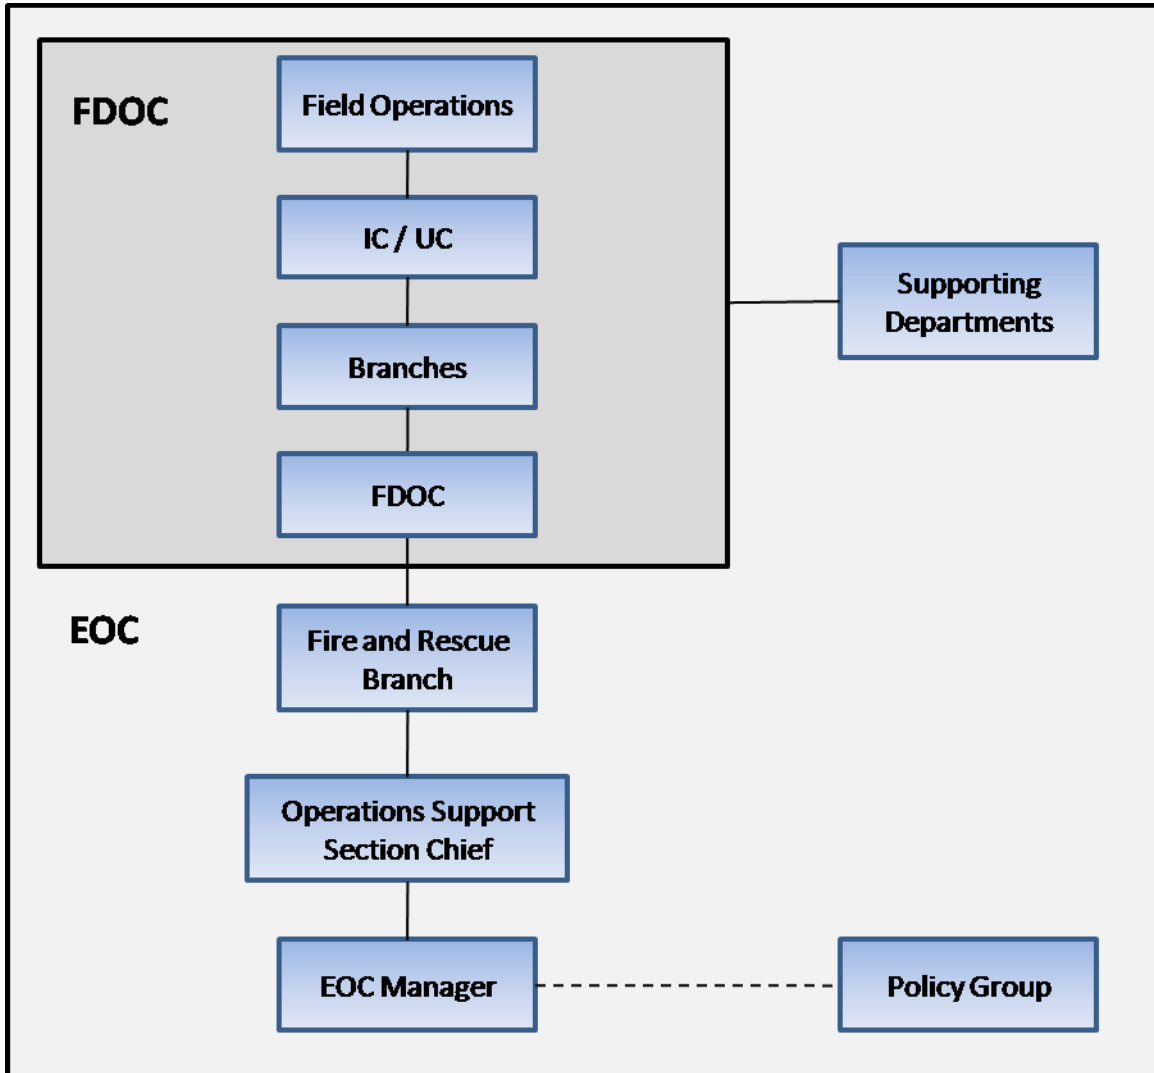 FDOC
Field Operations
IC / UC
Supporting
Departments
Branches
FDOC
EOC
Fire and Rescue
Branch
Operations Support
Section Chief
EOC Manager
Policy Group